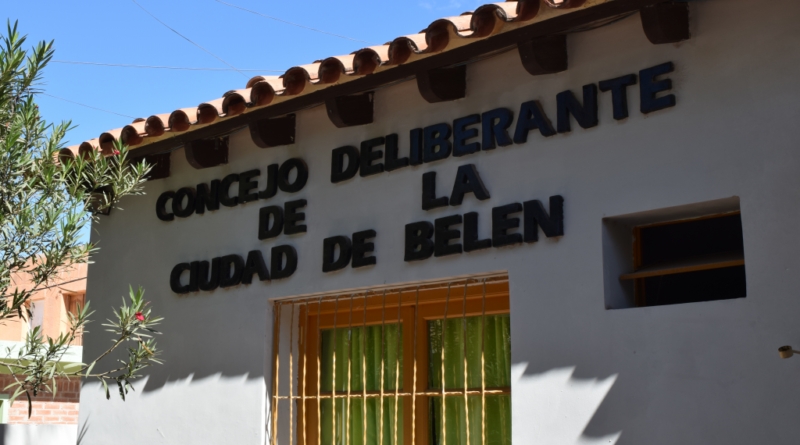 CONCEJO DELIBERANTE
DE LA
CIUDAD DE BELEN